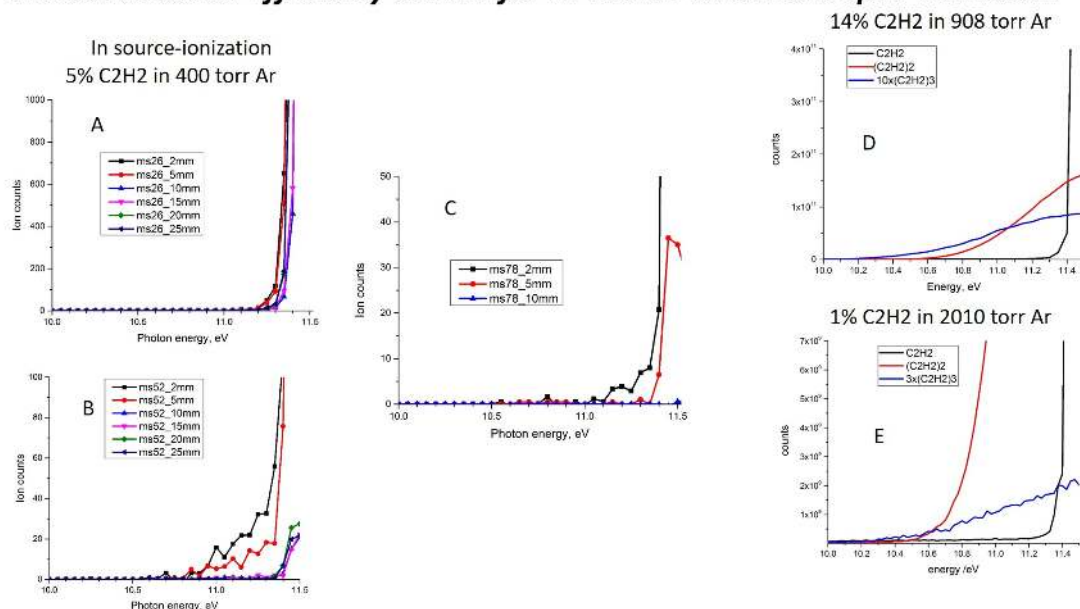 14% C2H2 in 908 torr Ar
In source-ionization
5% C2H2 in 400 torr Ar
A
1000
800
600
400
200
0
Ion counts
ms26_2mm
ms26_5mm
ms26_10mm
ms26_15mm
ms26_20mm
ms26_25mm
10.0 10.5 11.0 11.5
Photon energy, eV
B
100
80
60
40
20
0
Ion counts
ms52_2mm
ms52_5mm
ms52_10mm
ms52_15mm
ms52_20mm
ms52_25mm
10.0 10.5 11.0 11.5
Photon energy, eV
C
50
40
30
20
10
0
Ion counts
ms78_2mm
ms78_5mm
ms78_10mm
10.0 10.5 11.0 11.5
Photon energy, eV
D
C2H2
(C2H2)2
10x(C2H2)3
counts
0
10.0 10.2 10.4 10.6 10.8 11.0 11.2 11.4
Energy, eV
1% C2H2 in 2010 torr Ar
E
C2H2
(C2H2)2
3x(C2H2)3
counts
10.0 10.2 10.4 10.6 10.8 11.0 11.2 11.4
energy /eV